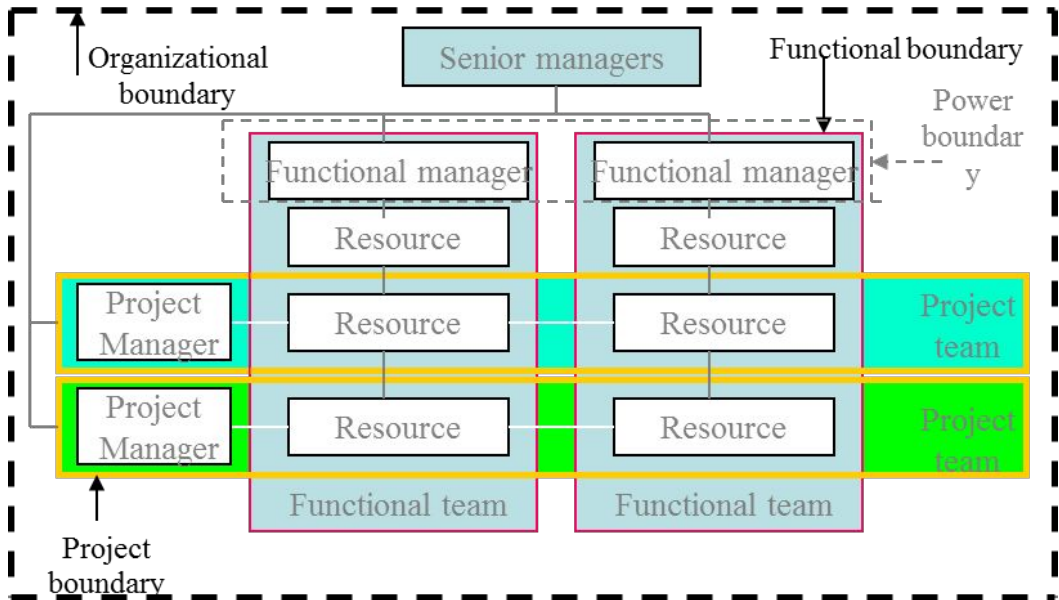 Organizational
boundary
Senior managers
Functional boundary
Power
boundar
y
Functional manager
Functional manager
Resource
Resource
Project
Manager
Resource
Resource
Project
team
Project
Manager
Resource
Resource
Project
team
Functional team
Functional team
Project
boundary